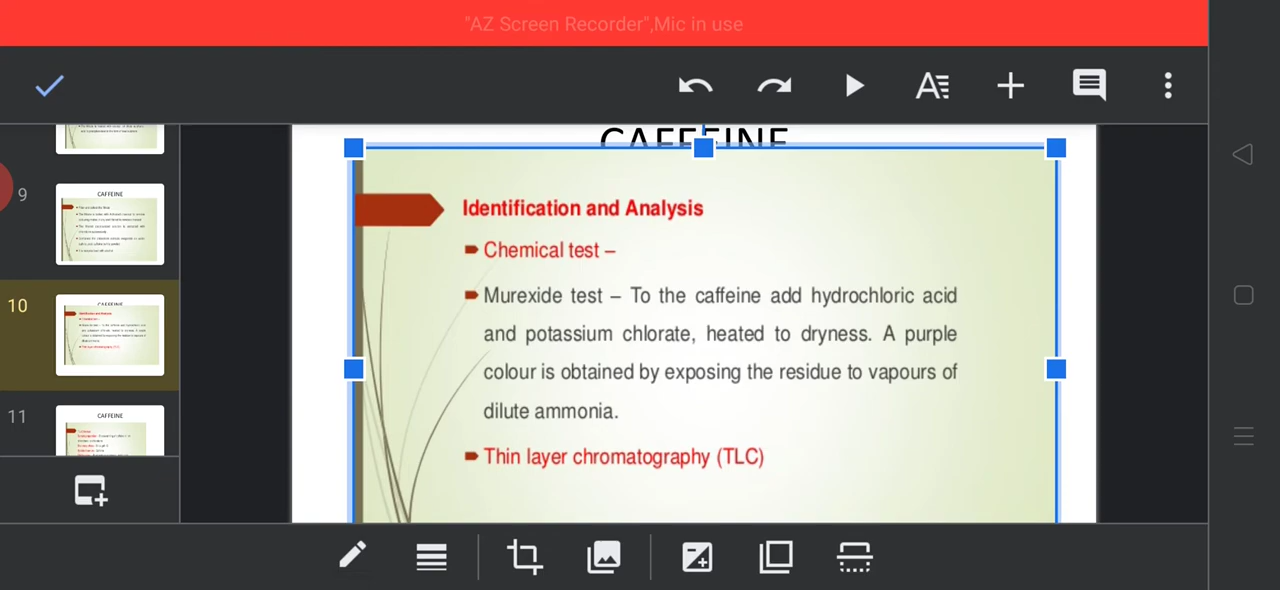 "AZ Screen Recorder",Mic in use
CAFFEINE
9
CAFFEINE
10
Identification and Analysis
Chemical test –
Murexide test – To the caffeine add hydrochloric acid
and potassium chlorate, heated to dryness. A purple
colour is obtained by exposing the residue to vapours of
dilute ammonia.
Thin layer chromatography (TLC)
11
CAFFEINE